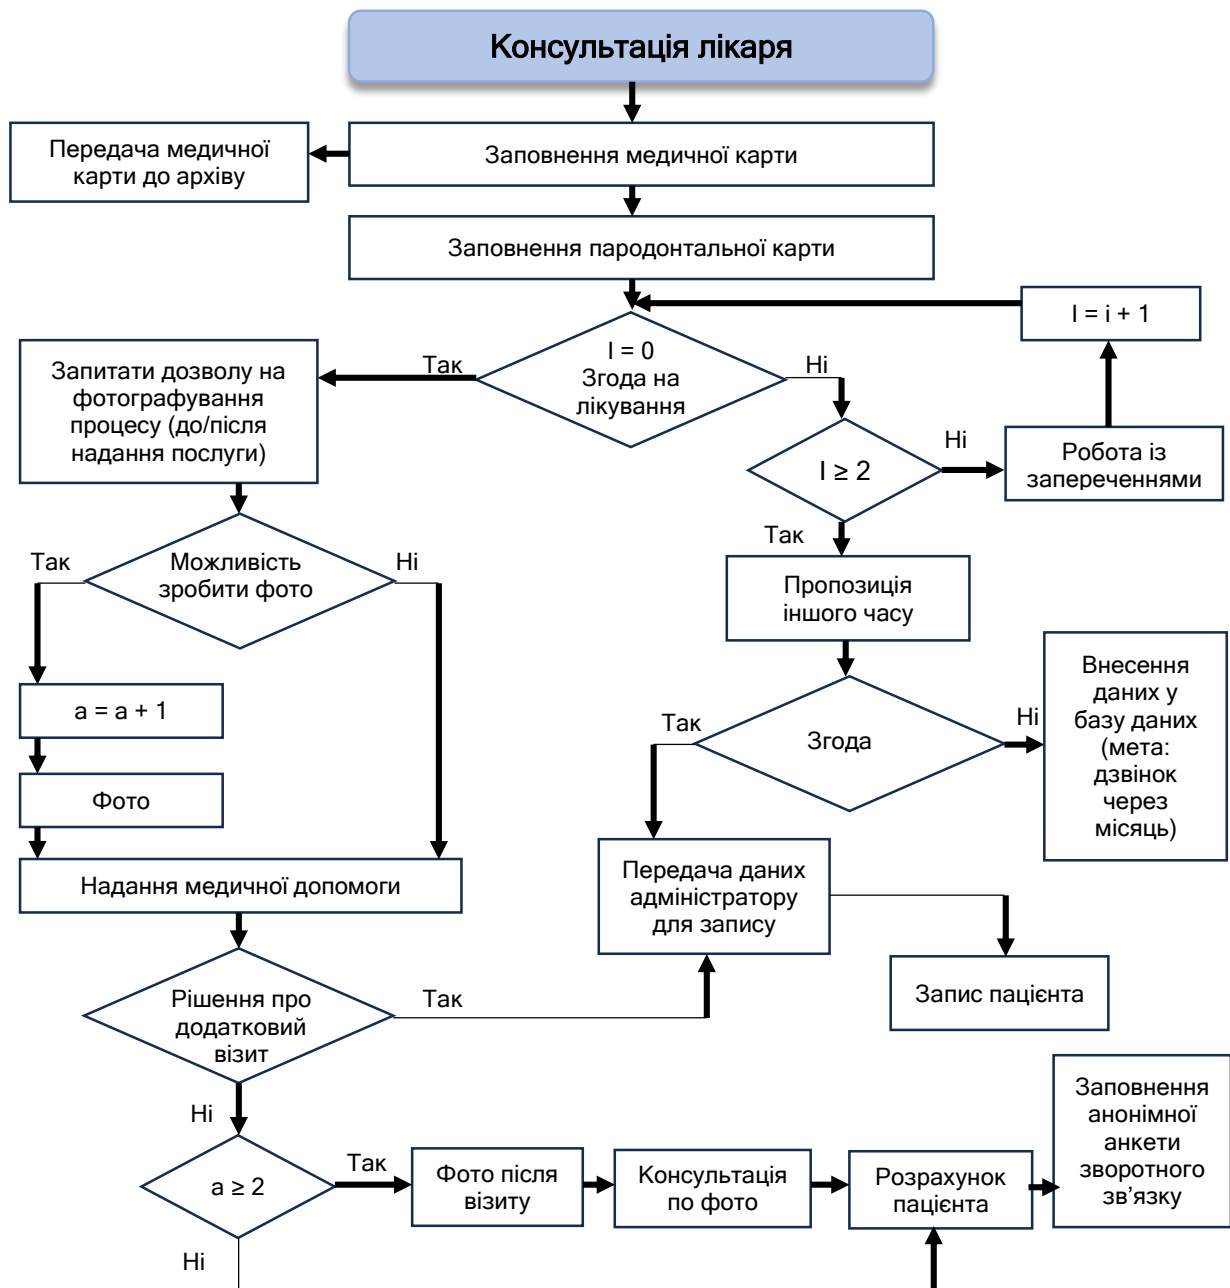 Консультація лікаря
Передача медичної
карти до архіву
Заповнення медичної карти
Заповнення пародонтальної карти
I = i + 1
I = 0
Згода на
лікування
Так
Ні
Запитати дозволу на
фотографування
процесу (до/після
надання послуги)
I ≥ 2
Ні
Робота із
запереченнями
Так
Можливість
зробити фото
Так
Ні
Пропозиція
іншого часу
a = a + 1
Фото
Згода
Так
Ні
Внесення
даних у
базу даних
(мета:
дзвінок
через
місяць)
Надання медичної допомоги
Передача даних
адміністратору
для запису
Запис пацієнта
Рішення про
додатковий
візит
Так
Ні
a ≥ 2
Так
Ні
Фото після
візиту
Консультація
по фото
Розрахунок
пацієнта
Заповнення
анонімної
анкети
зворотного
зв’язку